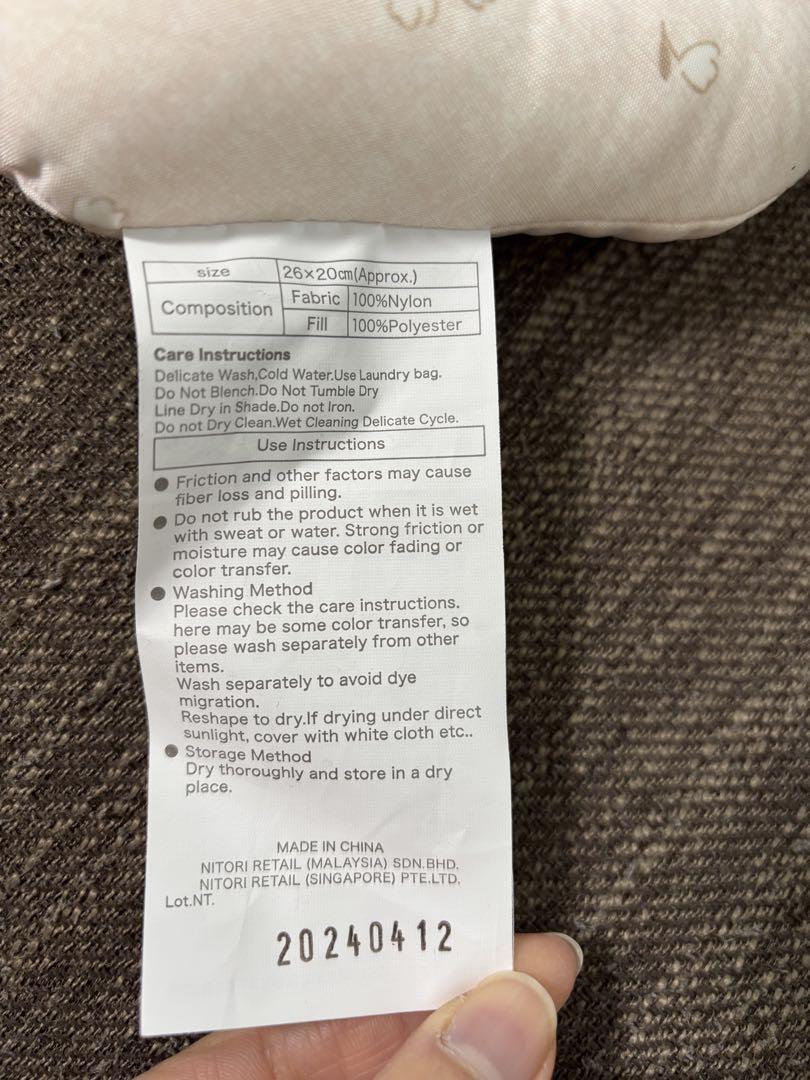 size 26×20cm(Approx.)
Composition Fabric 100%Nylon
Fill 100%Polyester
Care Instructions
Delicate Wash,Cold Water.Use Laundry bag.
Do Not Blench.Do Not Tumble Dry
Line Dry in Shade.Do not Iron.
Do not Dry Clean.Wet Cleaning Delicate Cycle.
Use Instructions
● Friction and other factors may cause
fiber loss and pilling.
● Do not rub the product when it is wet
with sweat or water. Strong friction or
moisture may cause color fading or
color transfer.
● Washing Method
Please check the care instructions.
here may be some color transfer, so
please wash separately from other
items.
Wash separately to avoid dye
migration.
Reshape to dry.If drying under direct
sunlight, cover with white cloth etc..
● Storage Method
Dry thoroughly and store in a dry
place.
MADE IN CHINA
NITORI RETAIL (MALAYSIA) SDN.BHD.
NITORI RETAIL (SINGAPORE) PTE.LTD.
Lot.NT.
20240412